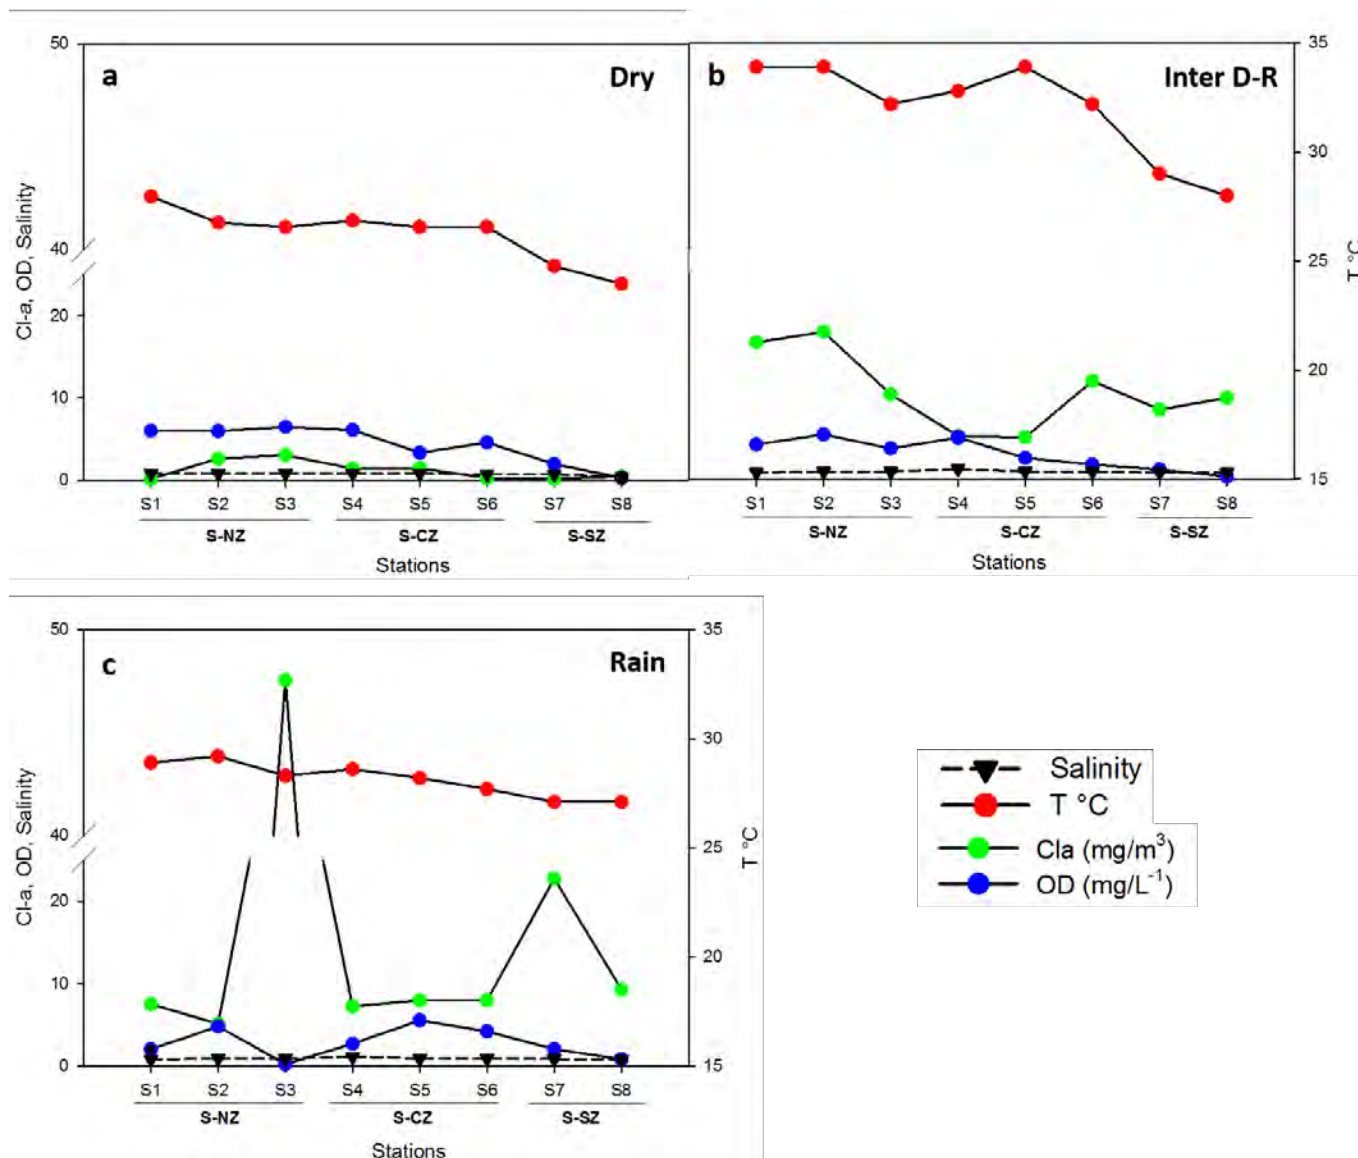 a
Dry
50
40
20
10
0
Cl-a, OD, Salinity
S1 S2 S3 S4 S5 S6 S7 S8
S-NZ S-CZ S-SZ
Stations
b
Inter D-R
35
30
25
20
15
T °C
S1 S2 S3 S4 S5 S6 S7 S8
S-NZ S-CZ S-SZ
Stations
c
Rain
50
40
20
10
0
Cl-a, OD, Salinity
35
30
25
20
15
T °C
S1 S2 S3 S4 S5 S6 S7 S8
S-NZ S-CZ S-SZ
Stations
Salinity
T °C
Cla (mg/m³)
OD (mg/L⁻¹)